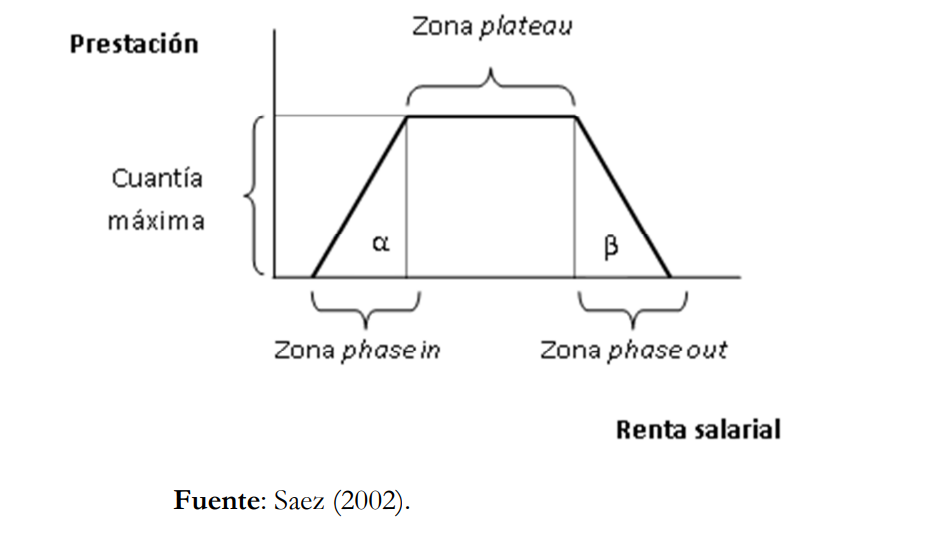 Zona plateau
Prestación
Cuantía
máxima
α
β
Zona phase in
Zona phase out
Renta salarial
Fuente: Saez (2002).